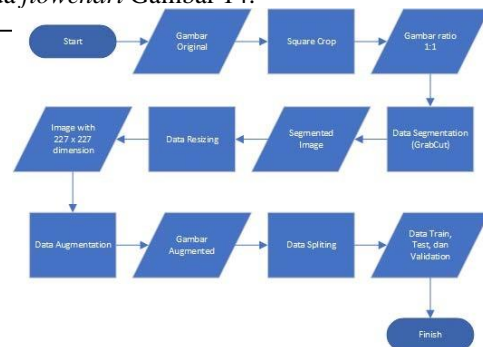 flowchart Gambar 14.
Start
Gambar
Original
Square Crop
Gambar ratio
1:1
Data Segmentation
(GrabCut)
Segmented
Image
Data Resizing
Image with
227 x 227
dimension
Data Augmentation
Gambar
Augmented
Data Spliting
Data Train,
Test, dan
Validation
Finish